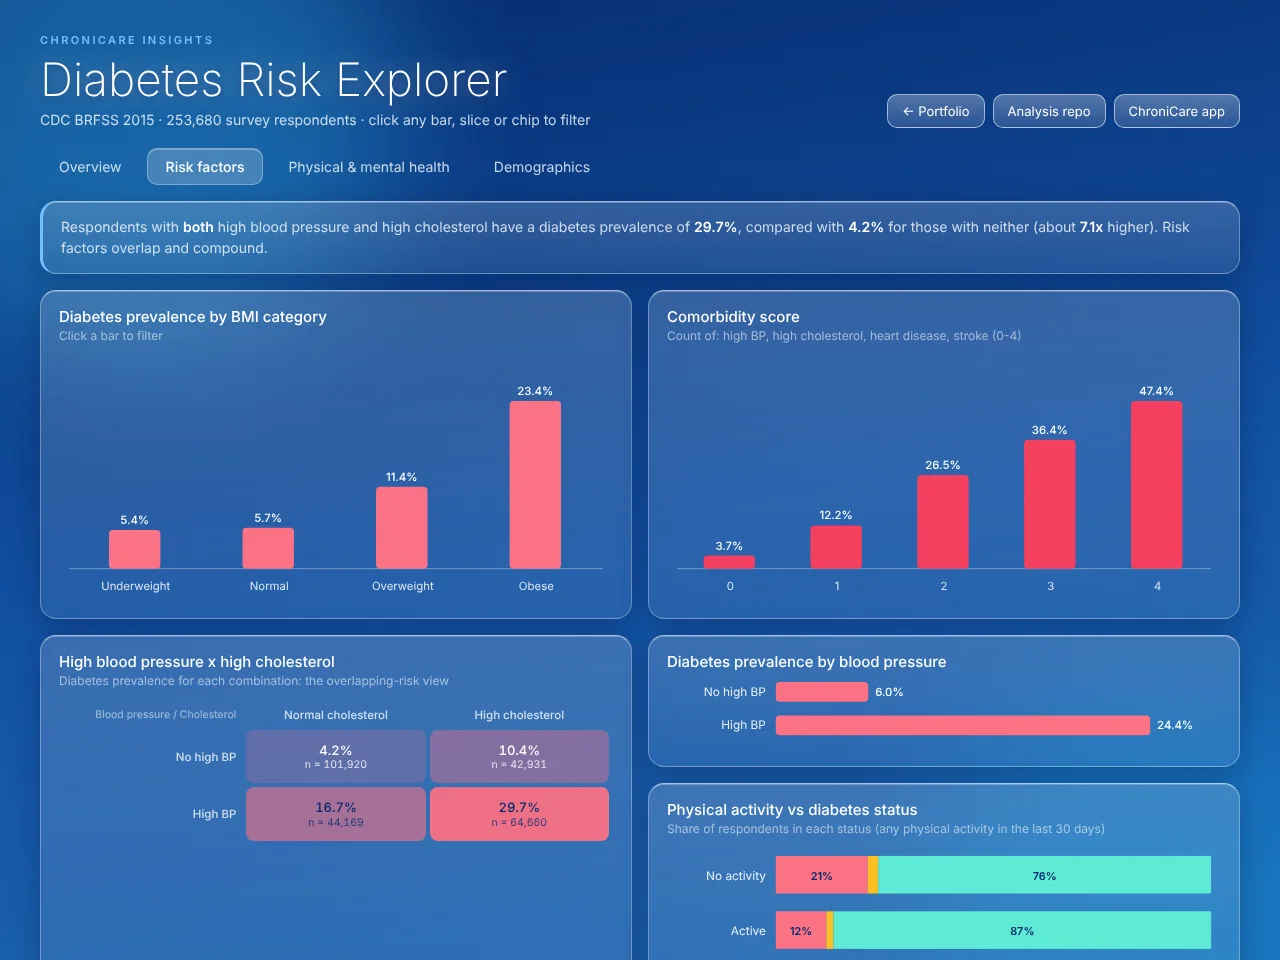 CHRONICARE INSIGHTS
Diabetes Risk Explorer
CDC BRFSS 2015 · 253,680 survey respondents · click any bar, slice or chip to filter
← Portfolio
Analysis repo
ChroniCare app
Overview
Risk factors
Physical & mental health
Demographics
Respondents with both high blood pressure and high cholesterol have a diabetes prevalence of 29.7%, compared with 4.2% for those with neither (about 7.1x higher). Risk
factors overlap and compound.
Diabetes prevalence by BMI category
Click a bar to filter
5.4%
5.7%
11.4%
23.4%
Underweight
Normal
Overweight
Obese
Comorbidity score
Count of: high BP, high cholesterol, heart disease, stroke (0-4)
3.7%
12.2%
26.5%
36.4%
47.4%
0
1
2
3
4
High blood pressure x high cholesterol
Diabetes prevalence for each combination: the overlapping-risk view
Blood pressure / Cholesterol
Normal cholesterol
High cholesterol
No high BP
4.2%
n = 101,920
10.4%
n = 42,931
High BP
16.7%
n = 44,169
29.7%
n = 64,660
Diabetes prevalence by blood pressure
No high BP
6.0%
High BP
24.4%
Physical activity vs diabetes status
Share of respondents in each status (any physical activity in the last 30 days)
No activity
21%
76%
Active
12%
87%